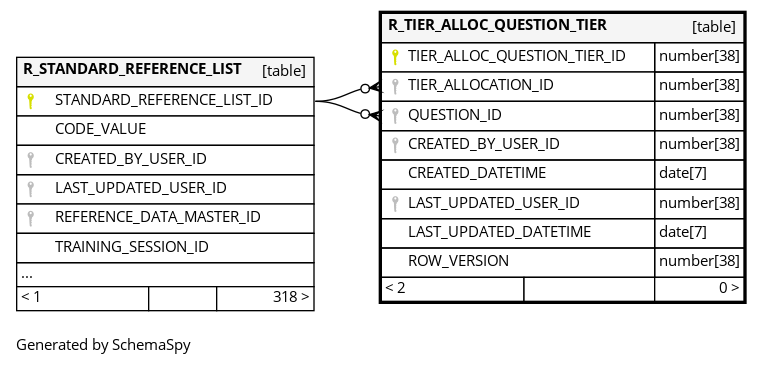 R_STANDARD_REFERENCE_LIST [table]
STANDARD_REFERENCE_LIST_ID
CODE_VALUE
CREATED_BY_USER_ID
LAST_UPDATED_USER_ID
REFERENCE_DATA_MASTER_ID
TRAINING_SESSION_ID
...
< 1 318 >
R_TIER_ALLOC_QUESTION_TIER [table]
TIER_ALLOC_QUESTION_TIER_ID number[38]
TIER_ALLOCATION_ID number[38]
QUESTION_ID number[38]
CREATED_BY_USER_ID number[38]
CREATED_DATETIME date[7]
LAST_UPDATED_USER_ID number[38]
LAST_UPDATED_DATETIME date[7]
ROW_VERSION number[38]
< 2 0 >
Generated by SchemaSpy